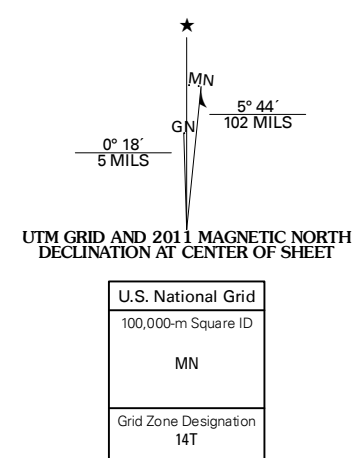 ★
MN
5° 44´
102 MILS
GN
0° 18´
5 MILS
UTM GRID AND 2011 MAGNETIC NORTH
DECLINATION AT CENTER OF SHEET
U.S. National Grid
100,000-m Square ID
MN
Grid Zone Designation
14T